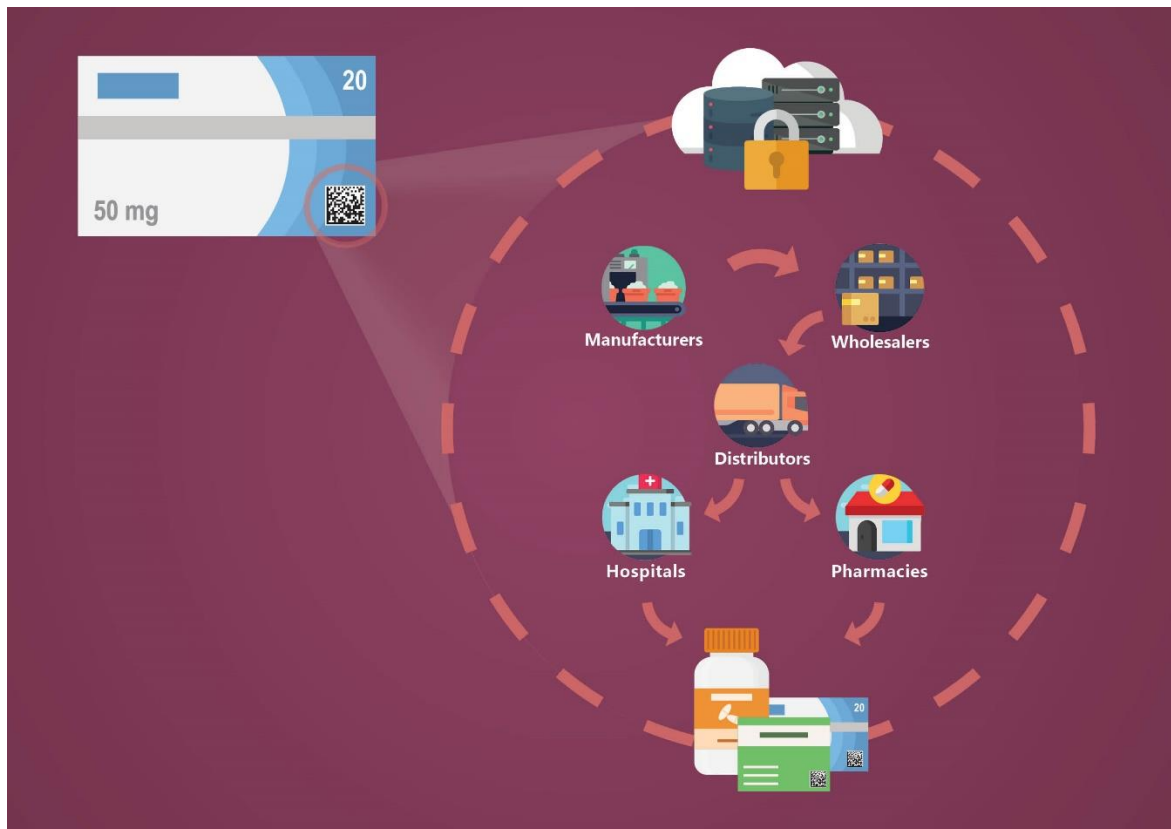 20
50 mg
Manufacturers
Wholesalers
Distributors
Hospitals
Pharmacies
20